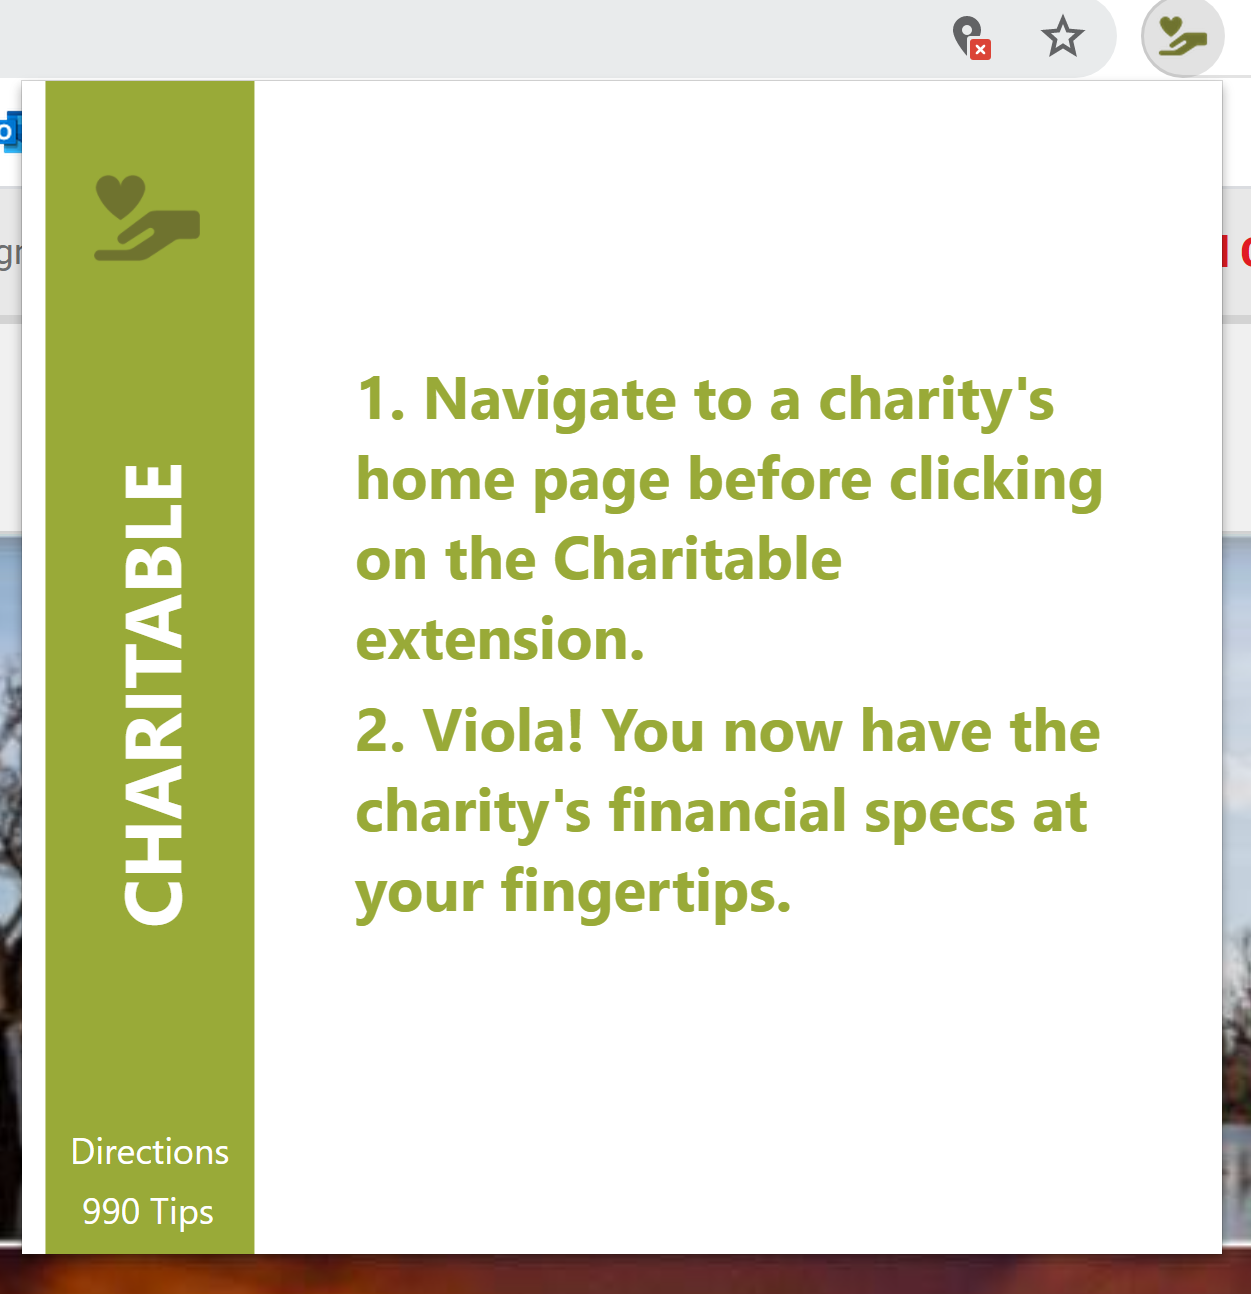 CHARITABLE
Directions
990 Tips
1. Navigate to a charity's
home page before clicking
on the Charitable
extension.
2. Viola! You now have the
charity's financial specs at
your fingertips.